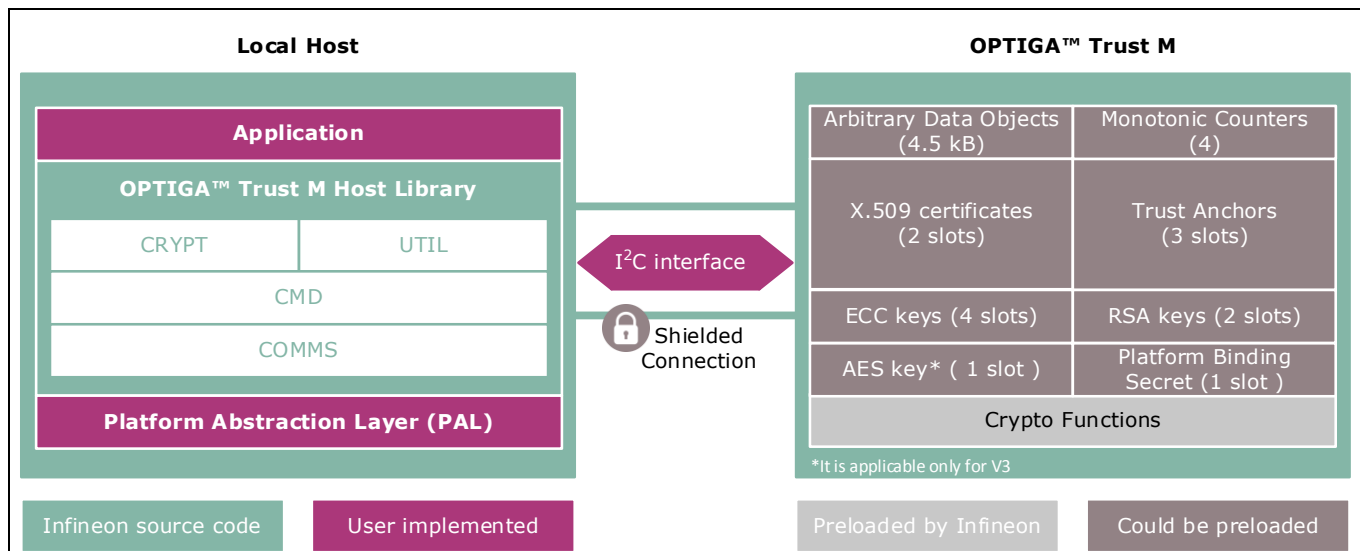 Local Host
OPTIGA™ Trust M
Application
OPTIGA™ Trust M Host Library
CRYPT
UTIL
CMD
COMMS
Platform Abstraction Layer (PAL)
I²C interface
Shielded
Connection
Arbitrary Data Objects
(4.5 kB)
Monotonic Counters
(4)
X.509 certificates
(2 slots)
Trust Anchors
(3 slots)
ECC keys (4 slots)
RSA keys (2 slots)
AES key* ( 1 slot )
Platform Binding
Secret (1 slot )
Crypto Functions
*It is applicable only for V3
Infineon source code
User implemented
Preloaded by Infineon
Could be preloaded